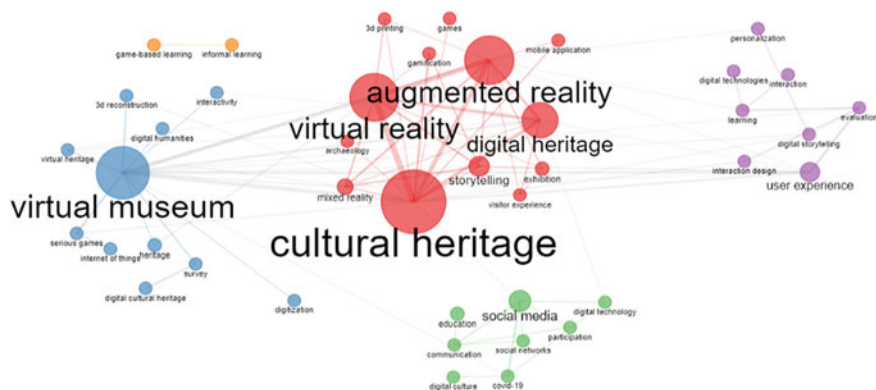 3d printing
games
game-based learning
informal learning
gamification
mobile application
personalization
augmented reality
3d reconstruction
interactivity
digital technologies
interaction
virtual reality
digital humanities
learning
evaluation
digital heritage
archaeology
digital storytelling
virtual heritage
storytelling
exhibition
interaction design
user experience
mixed reality
visitor experience
virtual museum
cultural heritage
serious games
internet of things
heritage
survey
digital cultural heritage
digitization
social media
digital technology
education
participation
communication
social networks
digital culture
covid-19